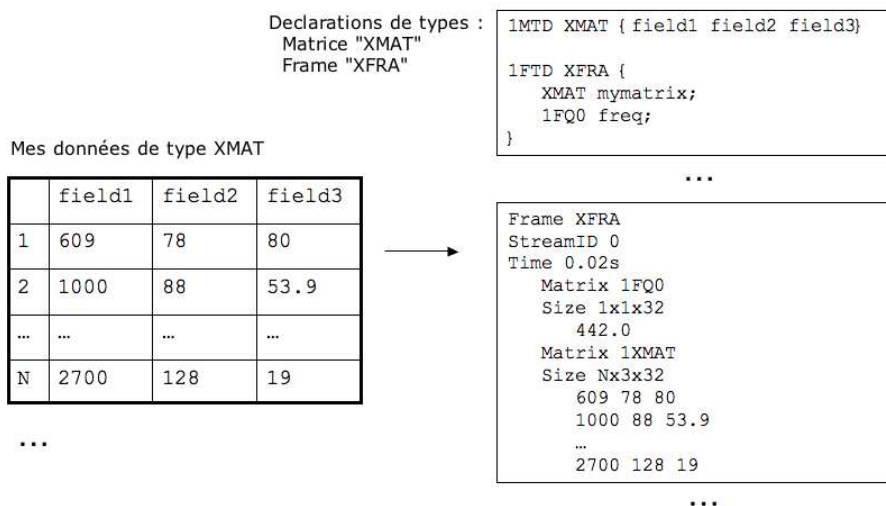 Declarations de types :
Matrice "XMAT"
Frame "XFRA"
1MTD XMAT { field1 field2 field3}
1FTD XFRA {
XMAT mymatrix;
1FQ0 freq;
}
...
Mes données de type XMAT
field1 field2 field3
1 609 78 80
2 1000 88 53.9
... ... ... ...
N 2700 128 19
...
Frame XFRA
StreamID 0
Time 0.02s
Matrix 1FQ0
Size 1x1x32
442.0
Matrix 1XMAT
Size Nx3x32
609 78 80
1000 88 53.9
...
2700 128 19
...